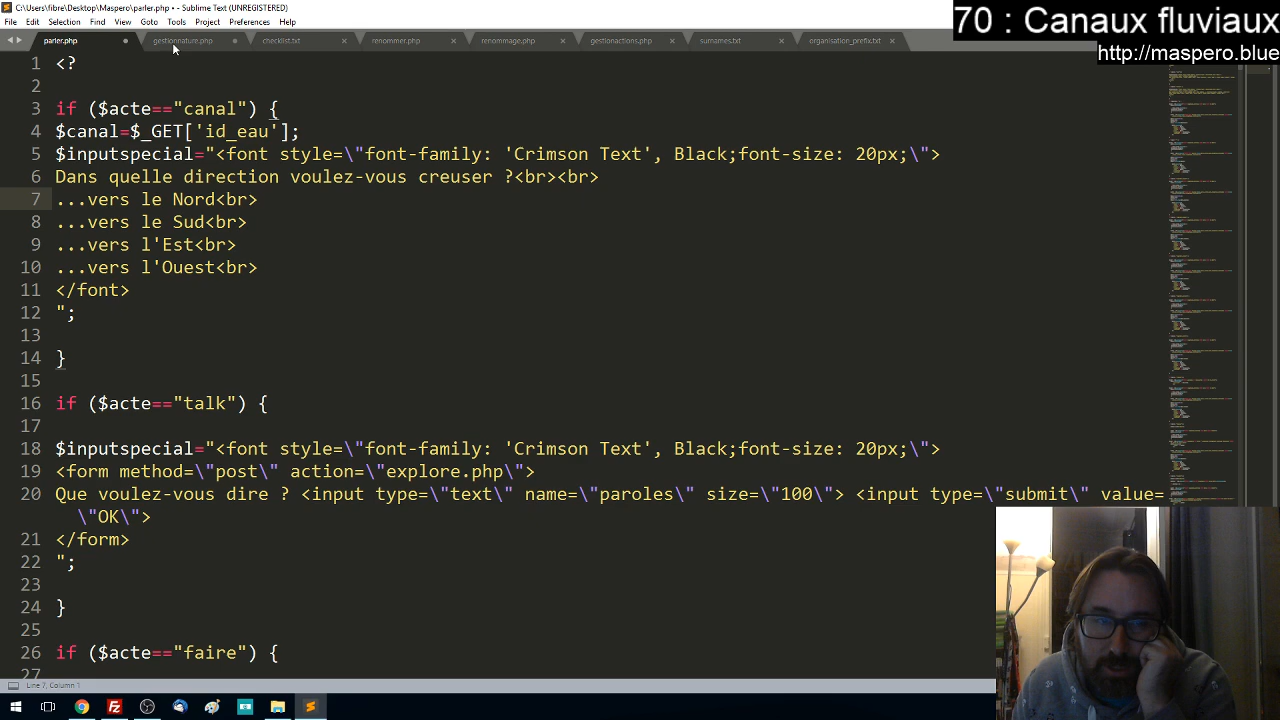 C:\Users\fibre\Desktop\Maspero\parler.php • - Sublime Text (UNREGISTERED)
70 : Canaux fluviaux
http://maspero.blue
File Edit Selection Find View Goto Tools Project Preferences Help
parler.php gestionnature.php checklist.txt renommer.php renommage.php gestionactions.php surnames.txt organisation_prefix.txt
1 <?
2
3 if ($acte=="canal") {
4 $canal=$_GET['id_eau'];
5 $inputspecial="<font style=\"font-family: 'Crimson Text', Black;font-size: 20px;\">
6 Dans quelle direction voulez-vous creuser ?<br><br>
7 ...vers le Nord<br>
8 ...vers le Sud<br>
9 ...vers l'Est<br>
10 ...vers l'Ouest<br>
11 </font>
12 ";
13
14 }
15
16 if ($acte=="talk") {
17
18 $inputspecial="<font style=\"font-family: 'Crimson Text', Black;font-size: 20px;\">
19 <form method=\"post\" action=\"explore.php\">
20 Que voulez-vous dire ? <input type=\"text\" name=\"paroles\" size=\"100\"> <input type=\"submit\" value=
\"OK\">
21 </form>
22 ";
23
24 }
25
26 if ($acte=="faire") {
27
Line 7, Column 1